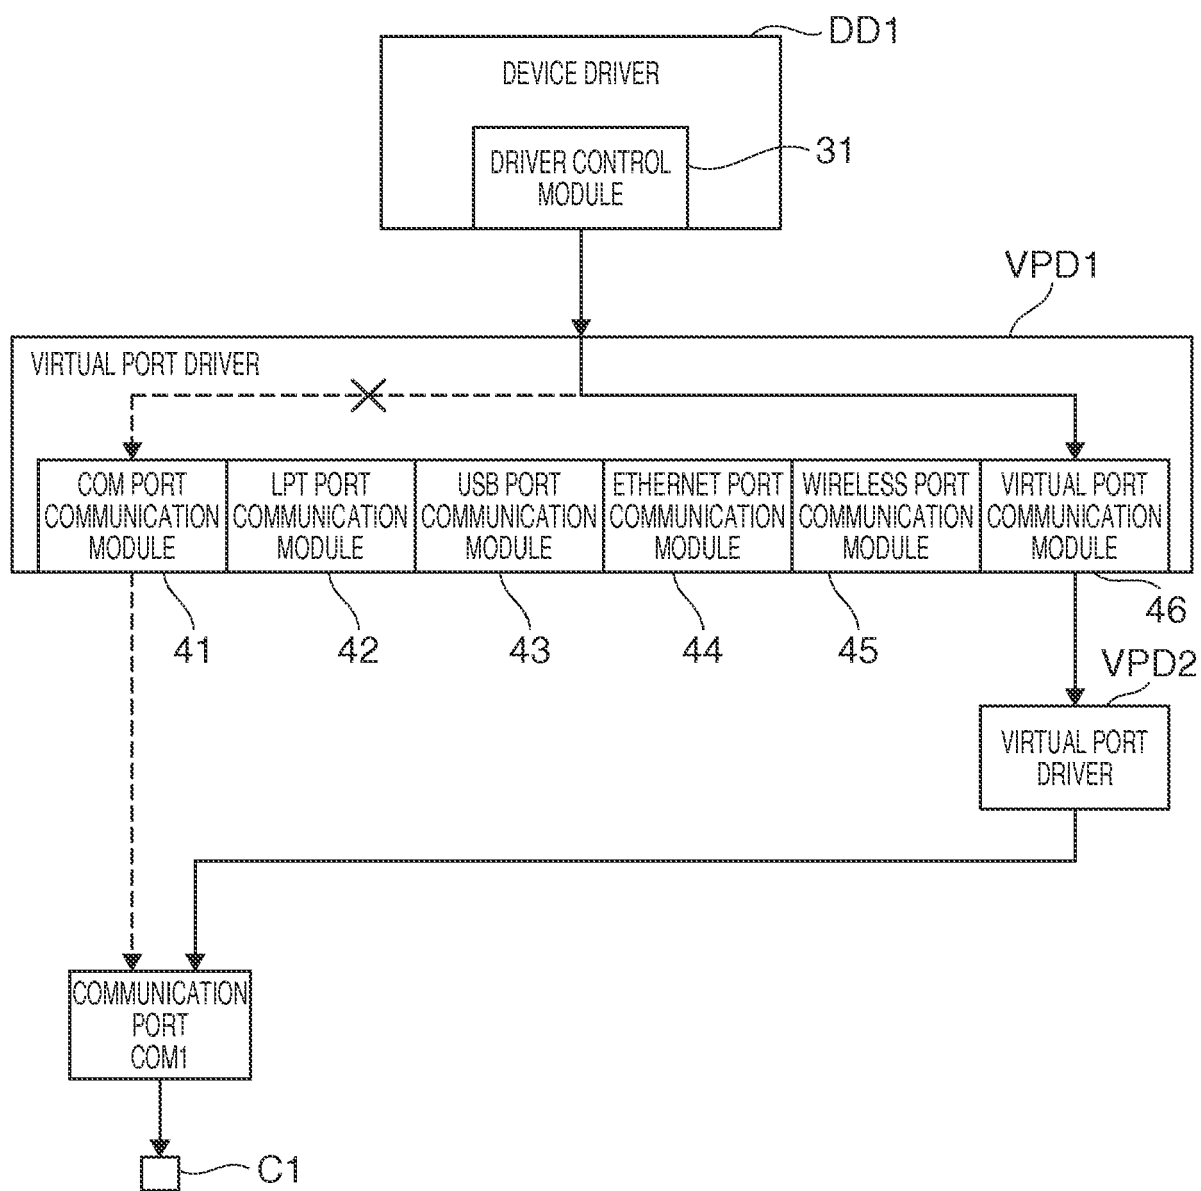 DD1
DEVICE DRIVER
DRIVER CONTROL
MODULE
31
VPD1
VIRTUAL PORT DRIVER
COM PORT
COMMUNICATION
MODULE
LPT PORT
COMMUNICATION
MODULE
USB PORT
COMMUNICATION
MODULE
ETHERNET PORT
COMMUNICATION
MODULE
WIRELESS PORT
COMMUNICATION
MODULE
VIRTUAL PORT
COMMUNICATION
MODULE
41
42
43
44
45
46
VPD2
VIRTUAL PORT
DRIVER
COMMUNICATION
PORT
COM1
C1